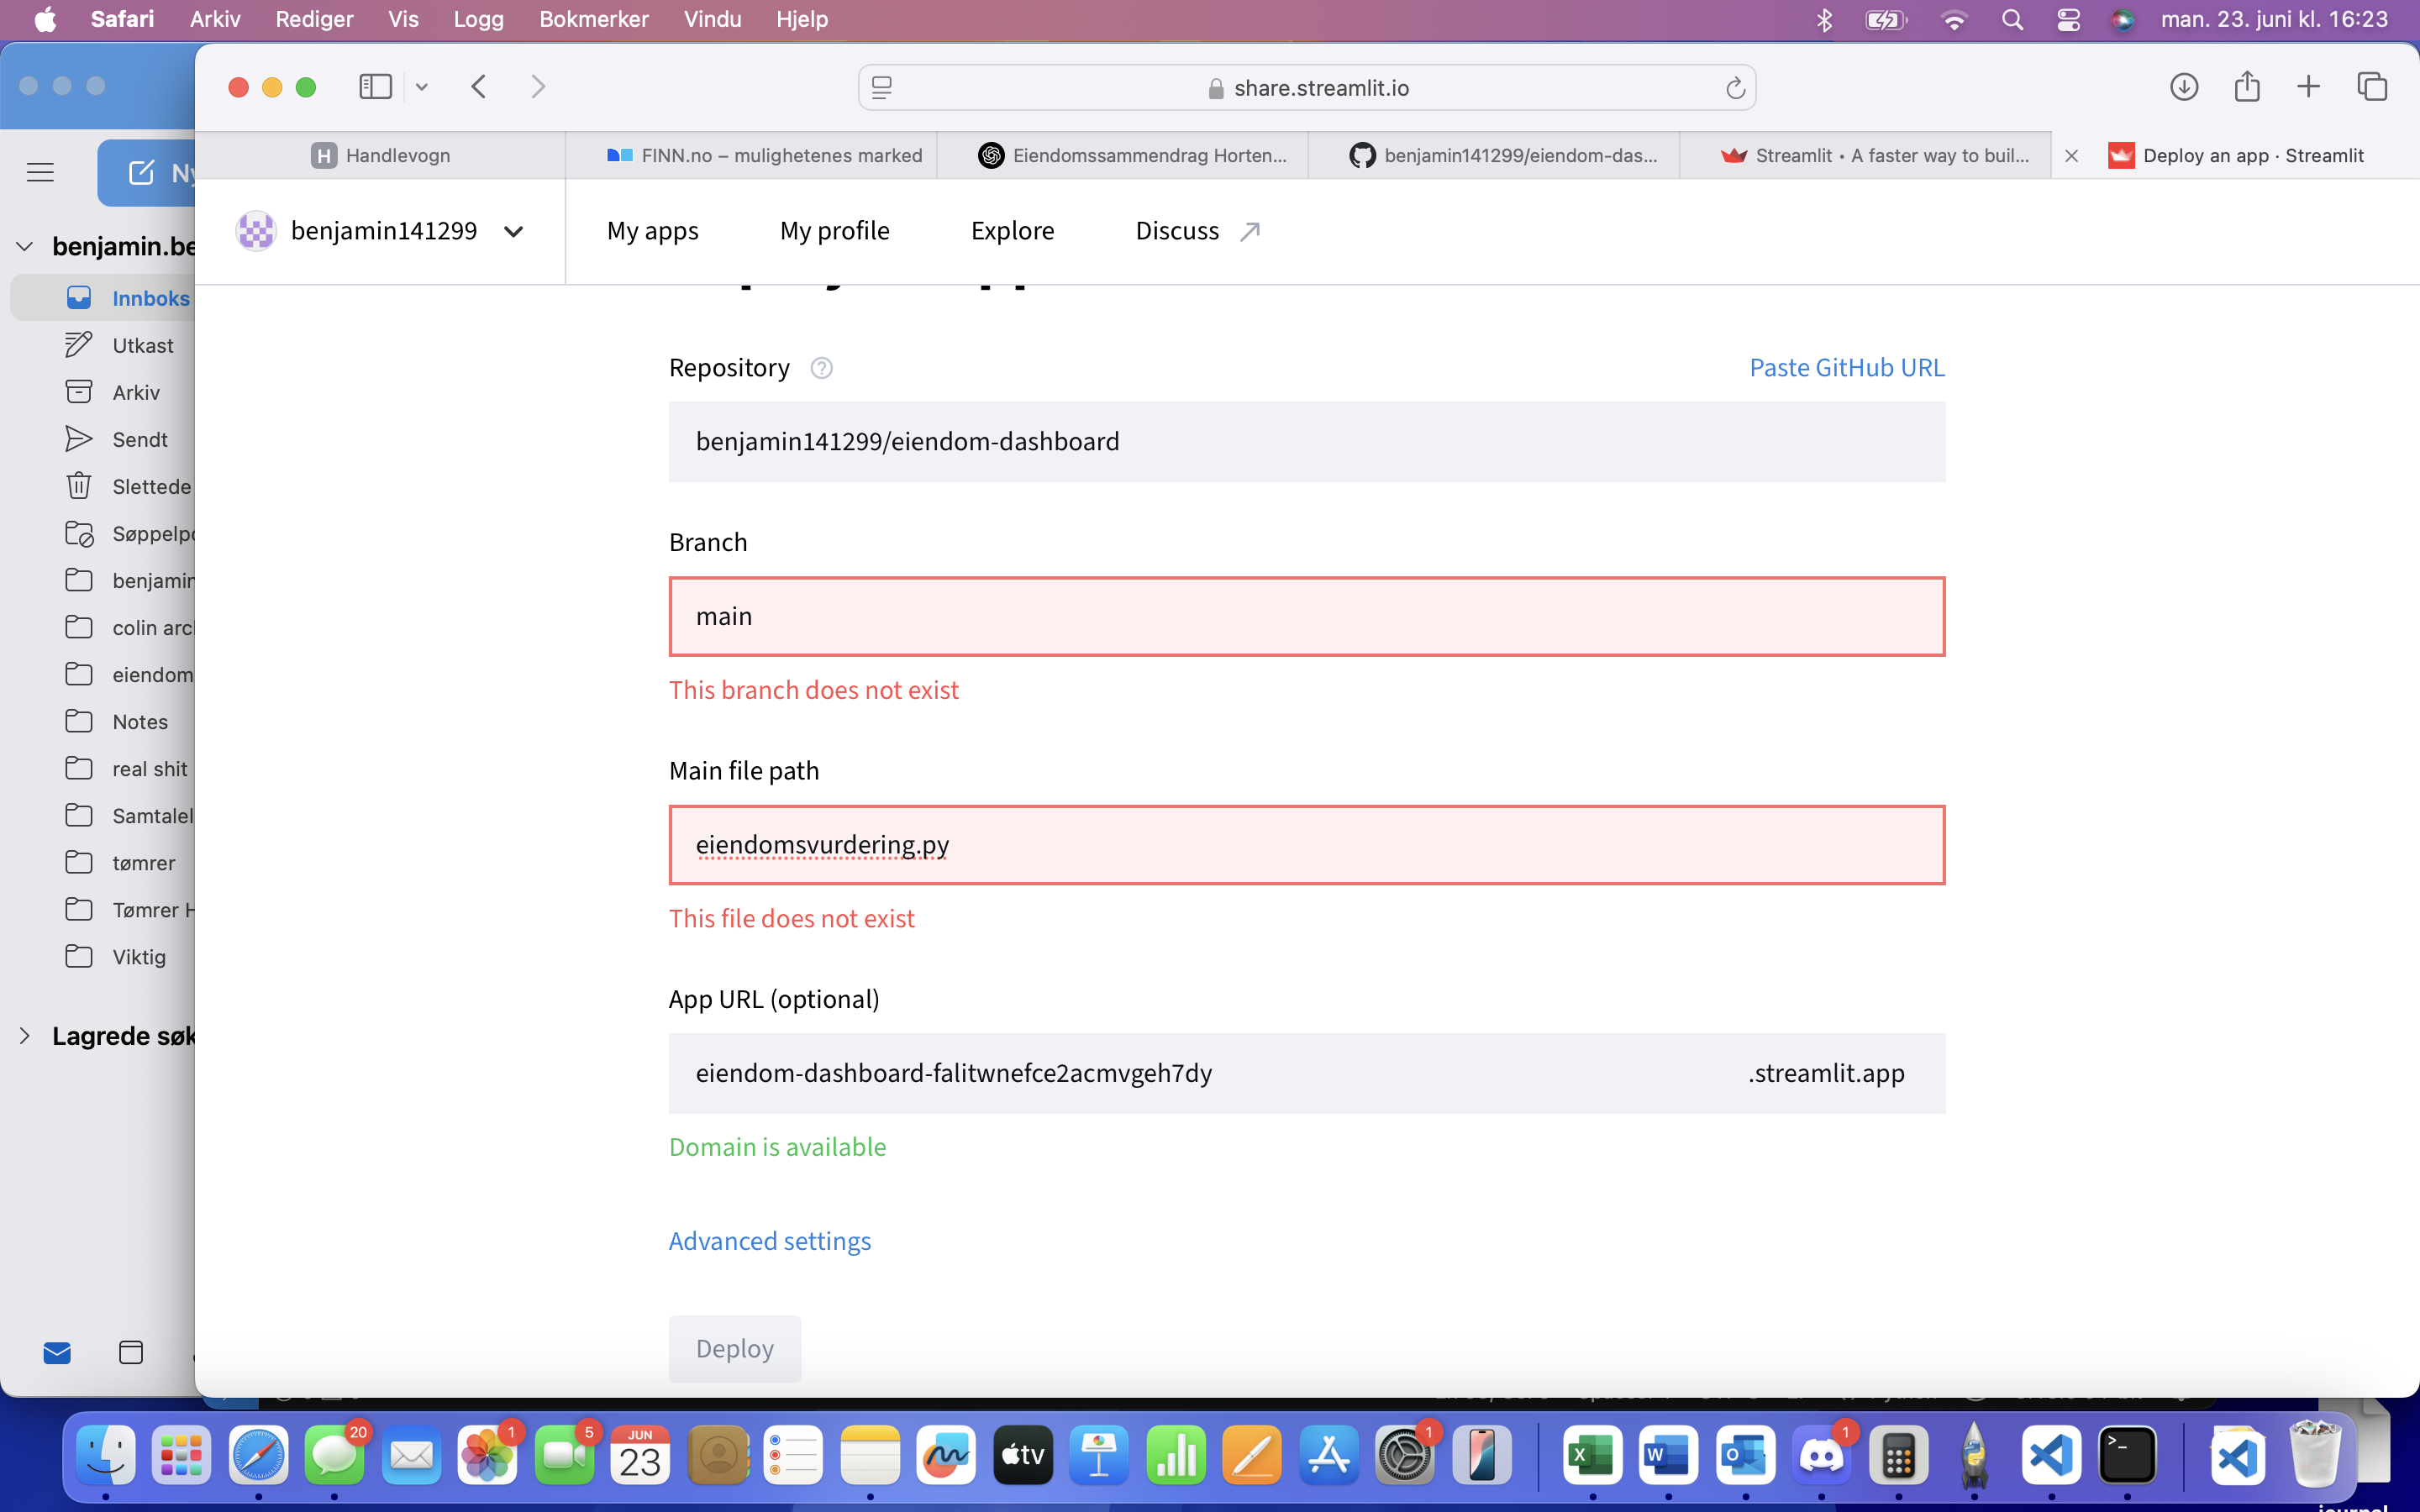 Safari Arkiv Rediger Vis Logg Bokmerker Vindu Hjelp man. 23. juni kl. 16:23
share.streamlit.io
H Handlevogn
FINN.no – mulighetenes marked
Eiendomssammendrag Horten...
benjamin141299/eiendom-das...
Streamlit • A faster way to buil...
Deploy an app · Streamlit
Ny
benjamin.be
Innboks
Utkast
Arkiv
Sendt
Slettede
Søppelpo
benjamin
colin arc
eiendom
Notes
real shit
Samtalel
tømrer
Tømrer H
Viktig
Lagrede søk
benjamin141299 My apps My profile Explore Discuss
Repository Paste GitHub URL
benjamin141299/eiendom-dashboard
Branch
main
This branch does not exist
Main file path
eiendomsvurdering.py
This file does not exist
App URL (optional)
eiendom-dashboard-falitwnefce2acmvgeh7dy .streamlit.app
Domain is available
Advanced settings
Deploy
20 1 5 JUN 23 tv 1 X W O 1